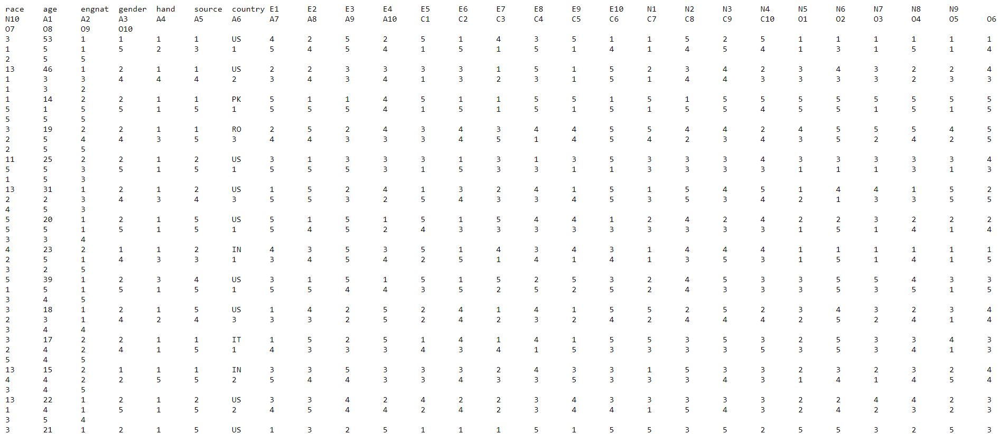 race age engnat gender hand source country E1 E2 E3 E4 E5 E6 E7 E8 E9 E10 N1 N2 N3 N4 N5 N6 N7 N8 N9
N10 A1 A2 A3 A4 A5 A6 A7 A8 A9 A10 C1 C2 C3 C4 C5 C6 C7 C8 C9 C10 O1 O2 O3 O4 O5 O6
O7 O8 O9 O10
3 53 1 1 1 1 US 4 2 5 2 5 1 4 3 5 1 1 5 2 5 1 1 1 1 1 1
1 5 1 5 2 3 1 5 4 5 4 1 5 1 5 1 4 1 4 5 4 1 3 1 5 1 4
2 5 5
13 46 1 2 1 1 US 2 2 3 3 3 3 1 5 1 5 2 3 4 2 3 4 3 2 2 4
1 3 3 4 4 4 2 3 4 3 4 1 3 2 3 1 5 1 4 4 3 3 3 3 2 3 3
1 3 2
1 14 2 2 1 1 PK 5 1 1 4 5 1 1 5 5 1 5 1 5 5 5 5 5 5 5 5
5 1 5 5 1 5 1 5 5 5 4 1 5 1 5 1 5 1 5 5 4 5 5 1 5 1 5
5 5 5
3 19 2 2 1 1 RO 2 5 2 4 3 4 3 4 4 5 5 4 4 2 4 5 5 5 4 5
2 5 4 4 3 5 3 4 4 3 3 3 4 5 1 4 5 4 2 3 4 3 5 2 4 2 5
2 5 5
11 25 2 2 1 2 US 3 1 3 3 3 1 3 1 3 5 3 3 3 4 3 3 3 3 3 4
5 5 3 5 1 5 1 5 5 5 3 1 5 3 3 1 1 3 3 3 3 1 1 1 3 1 3
1 5 3
13 31 1 2 1 2 US 1 5 2 4 1 3 2 4 1 5 1 5 4 5 1 4 4 1 5 2
2 2 3 4 3 4 3 5 5 3 2 5 4 3 3 4 5 3 5 3 4 2 1 3 3 5 5
4 5 3
5 20 1 2 1 5 US 5 1 5 1 5 1 5 4 4 1 2 4 2 4 2 2 3 2 2 2
5 5 1 5 1 5 1 5 4 5 2 4 3 3 3 3 3 3 3 3 3 1 5 1 4 1 4
3 3 4
4 23 2 1 1 2 IN 4 3 5 3 5 1 4 3 4 3 1 4 4 4 1 1 1 1 1 1
2 5 1 4 3 3 1 3 4 5 4 2 5 1 4 1 4 1 3 5 3 1 5 1 4 1 5
3 2 5
5 39 1 2 3 4 US 3 1 5 1 5 1 5 2 5 3 2 4 5 3 3 5 5 4 3 3
1 5 1 5 1 5 1 5 5 4 4 3 5 2 5 2 5 2 4 3 3 3 5 3 5 1 5
3 4 5
3 18 1 2 1 5 US 1 4 2 5 2 4 1 4 1 5 5 2 5 2 3 4 3 2 3 4
2 3 1 4 2 4 3 3 3 2 5 2 4 2 3 2 4 2 4 4 4 2 5 2 4 1 4
3 4 4
3 17 2 2 1 1 IT 1 5 2 5 1 4 1 4 1 5 5 3 5 3 2 5 3 3 4 3
2 4 2 4 1 5 1 4 3 3 3 4 3 4 1 5 3 3 3 3 5 3 5 3 4 1 3
5 4 5
13 15 2 1 1 1 IN 3 3 5 3 3 3 2 4 3 3 1 5 3 3 2 3 2 3 2 4
4 4 2 2 5 5 2 5 4 4 3 3 4 3 3 5 3 3 3 4 3 1 4 1 4 5 4
3 4 5
13 22 1 2 1 2 US 3 3 4 2 4 2 2 3 4 3 3 3 3 3 2 2 4 4 2 3
1 4 1 5 1 5 2 4 5 4 4 2 4 2 3 4 4 1 5 4 3 2 4 2 3 2 3
3 5 4
3 21 1 2 1 5 US 1 3 2 5 1 1 1 5 1 5 5 3 5 2 5 5 3 2 5 3